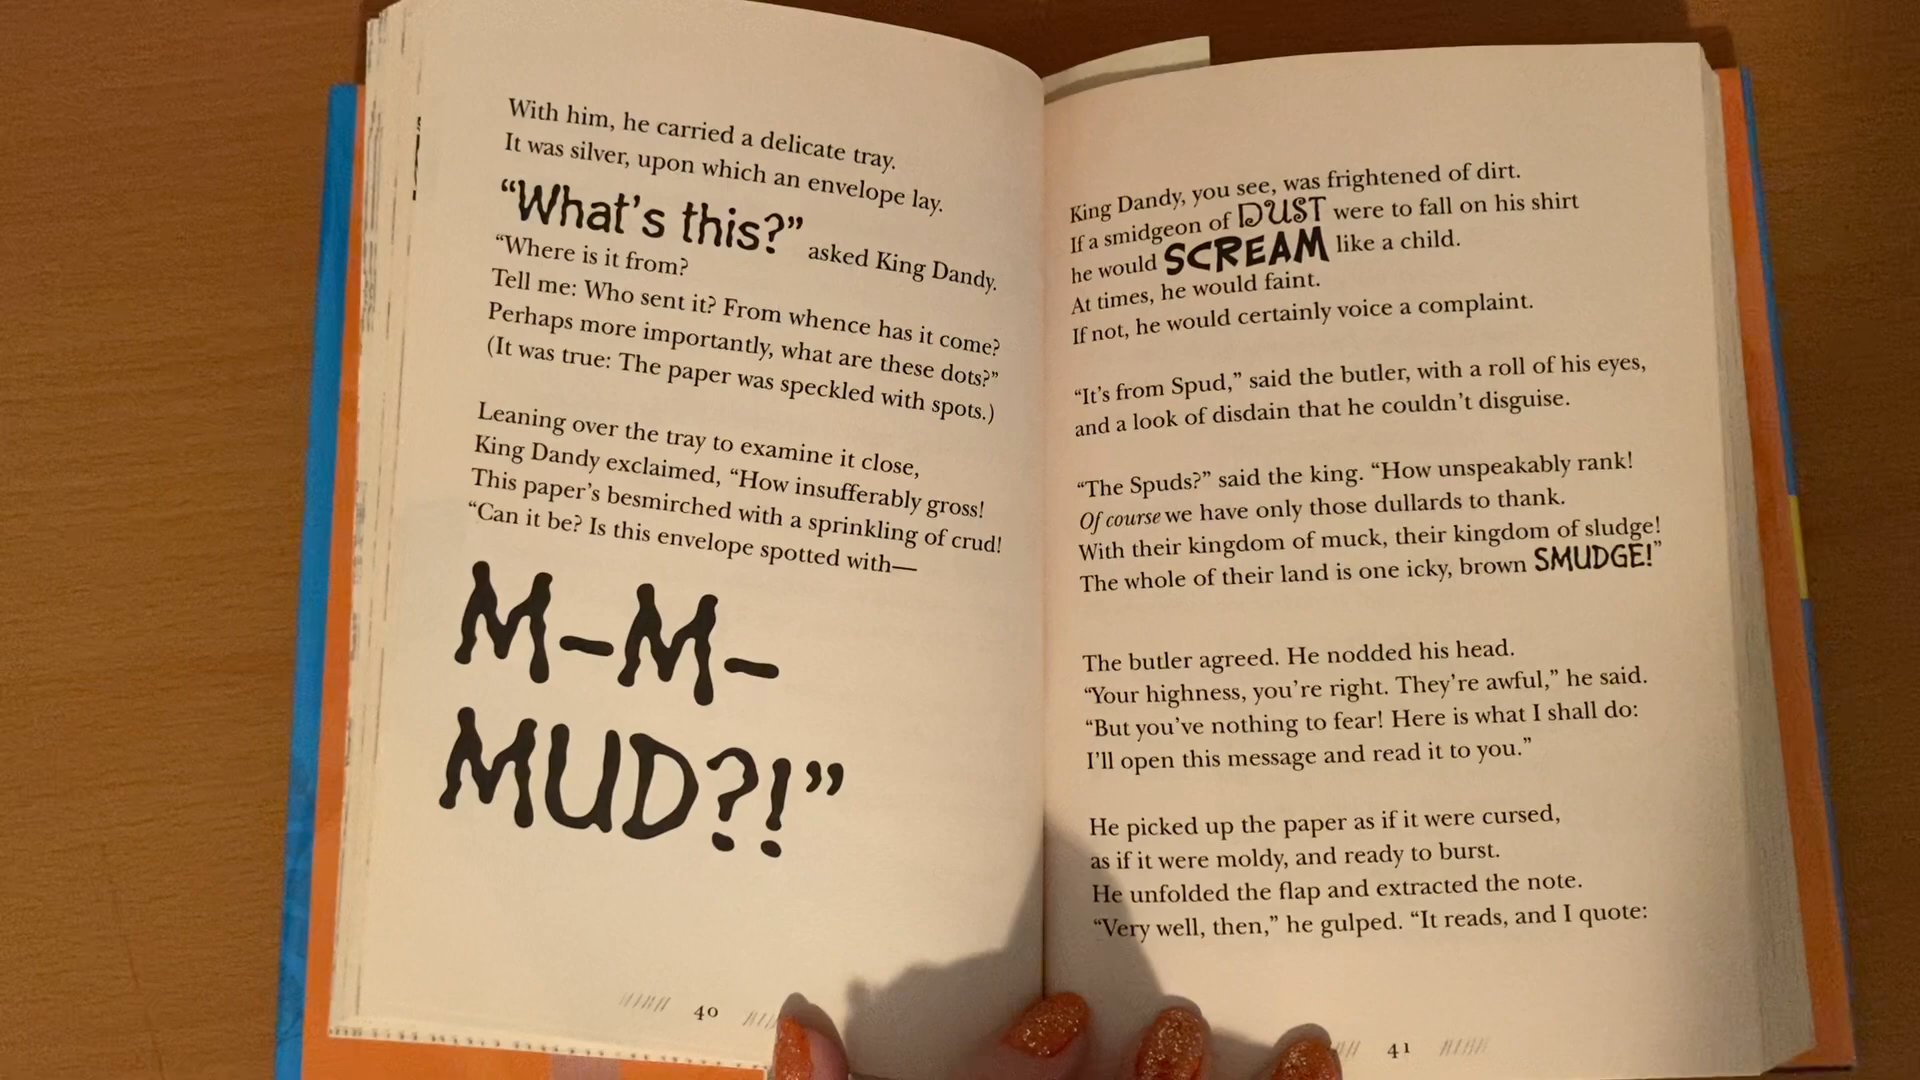 With him, he carried a delicate tray.
It was silver, upon which an envelope lay.
“What’s this?” asked King Dandy.
“Where is it from?
Tell me: Who sent it? From whence has it come?
Perhaps more importantly, what are these dots?”
(It was true: The paper was speckled with spots.)
Leaning over the tray to examine it close,
King Dandy exclaimed, “How insufferably gross!
This paper’s besmirched with a sprinkling of crud!
“Can it be? Is this envelope spotted with—
M–M–
MUD?!”
40
King Dandy, you see, was frightened of dirt.
If a smidgeon of DUST were to fall on his shirt
he would SCREAM like a child.
At times, he would faint.
If not, he would certainly voice a complaint.
“It’s from Spud,” said the butler, with a roll of his eyes,
and a look of disdain that he couldn’t disguise.
“The Spuds?” said the king. “How unspeakably rank!
Of course we have only those dullards to thank.
With their kingdom of muck, their kingdom of sludge!
The whole of their land is one icky, brown SMUDGE!”
The butler agreed. He nodded his head.
“Your highness, you’re right. They’re awful,” he said.
“But you’ve nothing to fear! Here is what I shall do:
I’ll open this message and read it to you.”
He picked up the paper as if it were cursed,
as if it were moldy, and ready to burst.
He unfolded the flap and extracted the note.
“Very well, then,” he gulped. “It reads, and I quote:
41